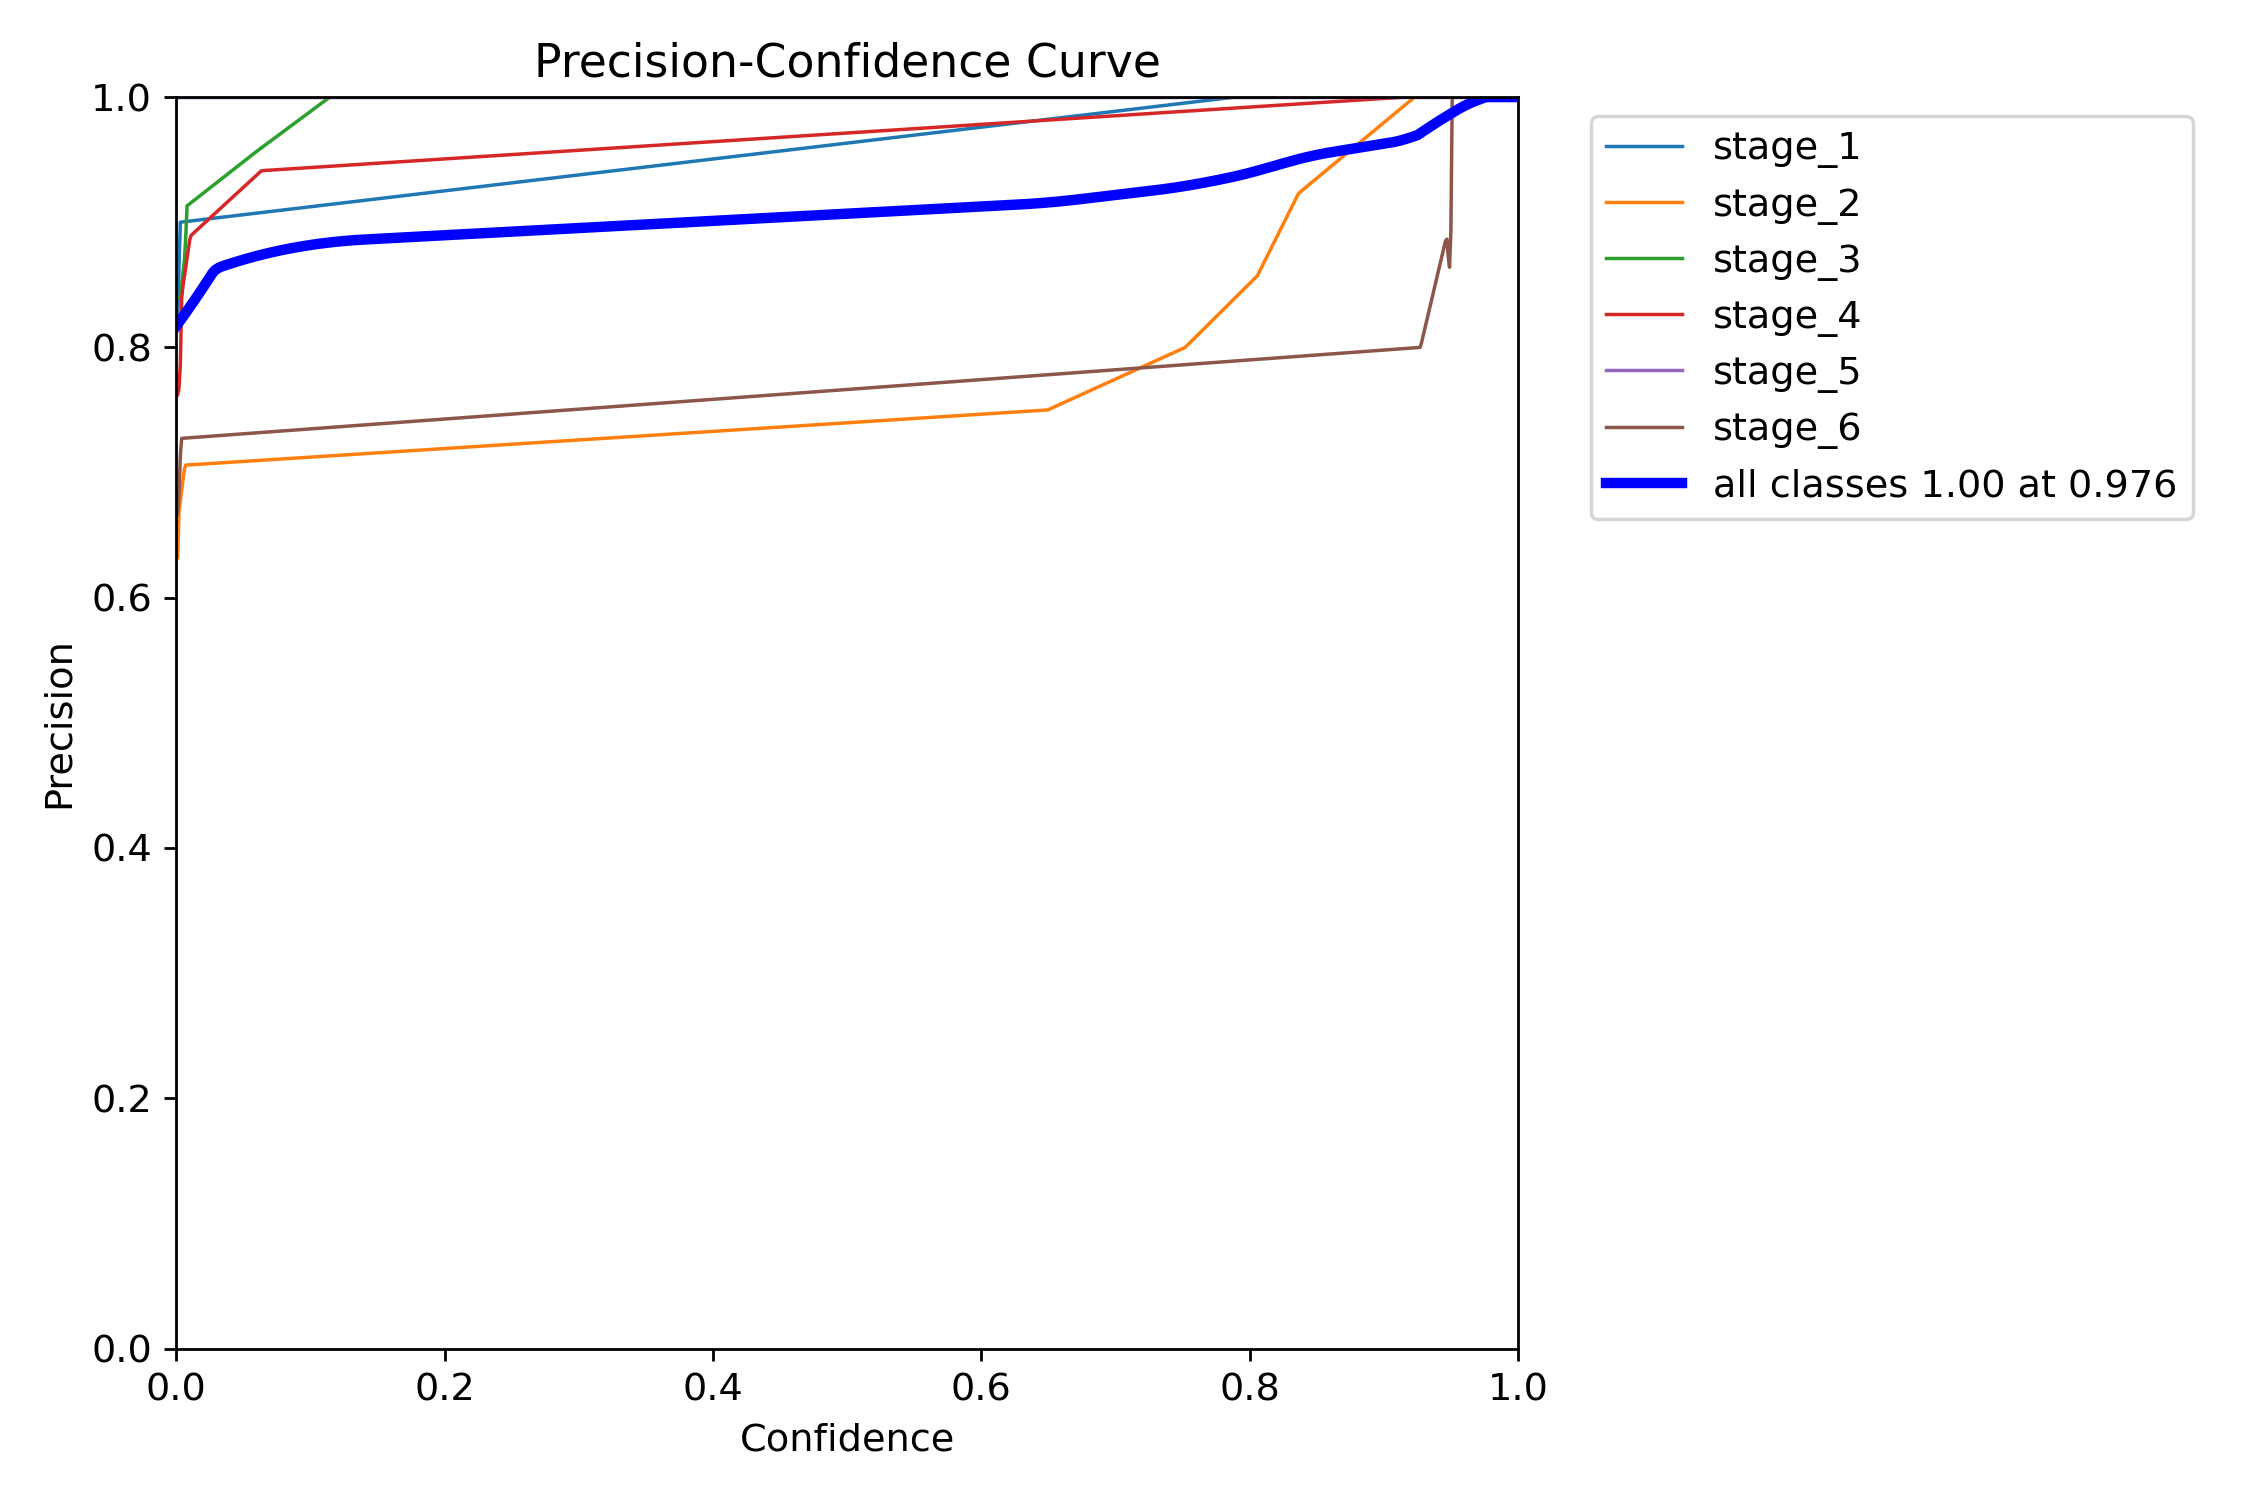 Precision-Confidence Curve
1.0
0.8
0.6
0.4
0.2
0.0
Precision
0.0 0.2 0.4 0.6 0.8 1.0
Confidence
stage_1
stage_2
stage_3
stage_4
stage_5
stage_6
all classes 1.00 at 0.976